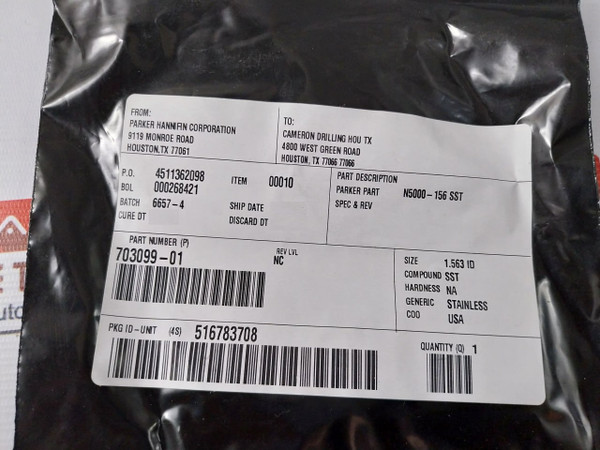 FROM:
PARKER HANNIFIN CORPORATION
9119 MONROE ROAD
HOUSTON,TX 77061
TO:
CAMERON DRILLING HOU TX
4800 WEST GREEN ROAD
HOUSTON, TX 77066 77066
P.O. 4511362098 ITEM 00010
BOL 000268421
BATCH 6657-4 SHIP DATE
CURE DT DISCARD DT
PART DESCRIPTION
PARKER PART N5000-156 SST
SPEC & REV
PART NUMBER (P)
703099-01
REV LVL
NC
SIZE 1.563 ID
COMPOUND SST
HARDNESS NA
GENERIC STAINLESS
COO USA
PKG ID-UNIT (4S) 516783708
QUANTITY (Q) 1